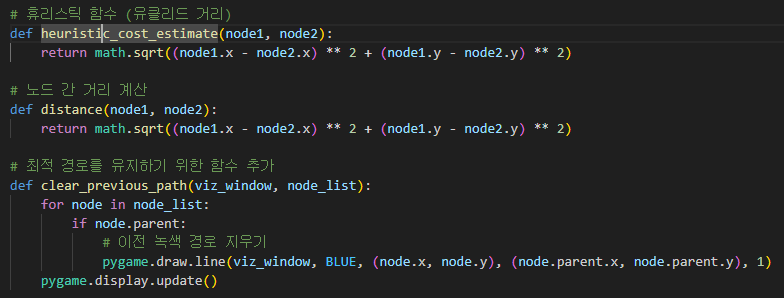 # 휴리스틱 함수 (유클리드 거리)
def heuristic_cost_estimate(node1, node2):
    return math.sqrt((node1.x - node2.x) ** 2 + (node1.y - node2.y) ** 2)
# 노드 간 거리 계산
def distance(node1, node2):
    return math.sqrt((node1.x - node2.x) ** 2 + (node1.y - node2.y) ** 2)
# 최적 경로를 유지하기 위한 함수 추가
def clear_previous_path(viz_window, node_list):
    for node in node_list:
        if node.parent:
            # 이전 녹색 경로 지우기
            pygame.draw.line(viz_window, BLUE, (node.x, node.y), (node.parent.x, node.parent.y), 1)
    pygame.display.update()